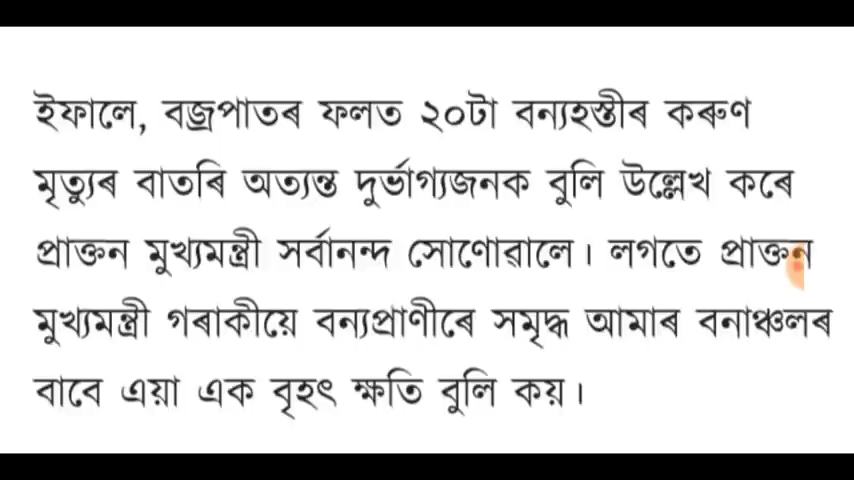 ইফালে, বজ্ৰপাতৰ ফলত ২০টা বন্যহস্তীৰ কৰুণ
মৃত্যুৰ বাতৰি অত্যন্ত দুৰ্ভাগ্যজনক বুলি উল্লেখ কৰে
প্ৰাক্তন মুখ্যমন্ত্ৰী সৰ্বানন্দ সোণোৱালে। লগতে প্ৰাক্তন
মুখ্যমন্ত্ৰী গৰাকীয়ে বন্যপ্ৰাণীৰে সমৃদ্ধ আমাৰ বনাঞ্চলৰ
বাবে এয়া এক বৃহৎ ক্ষতি বুলি কয়।